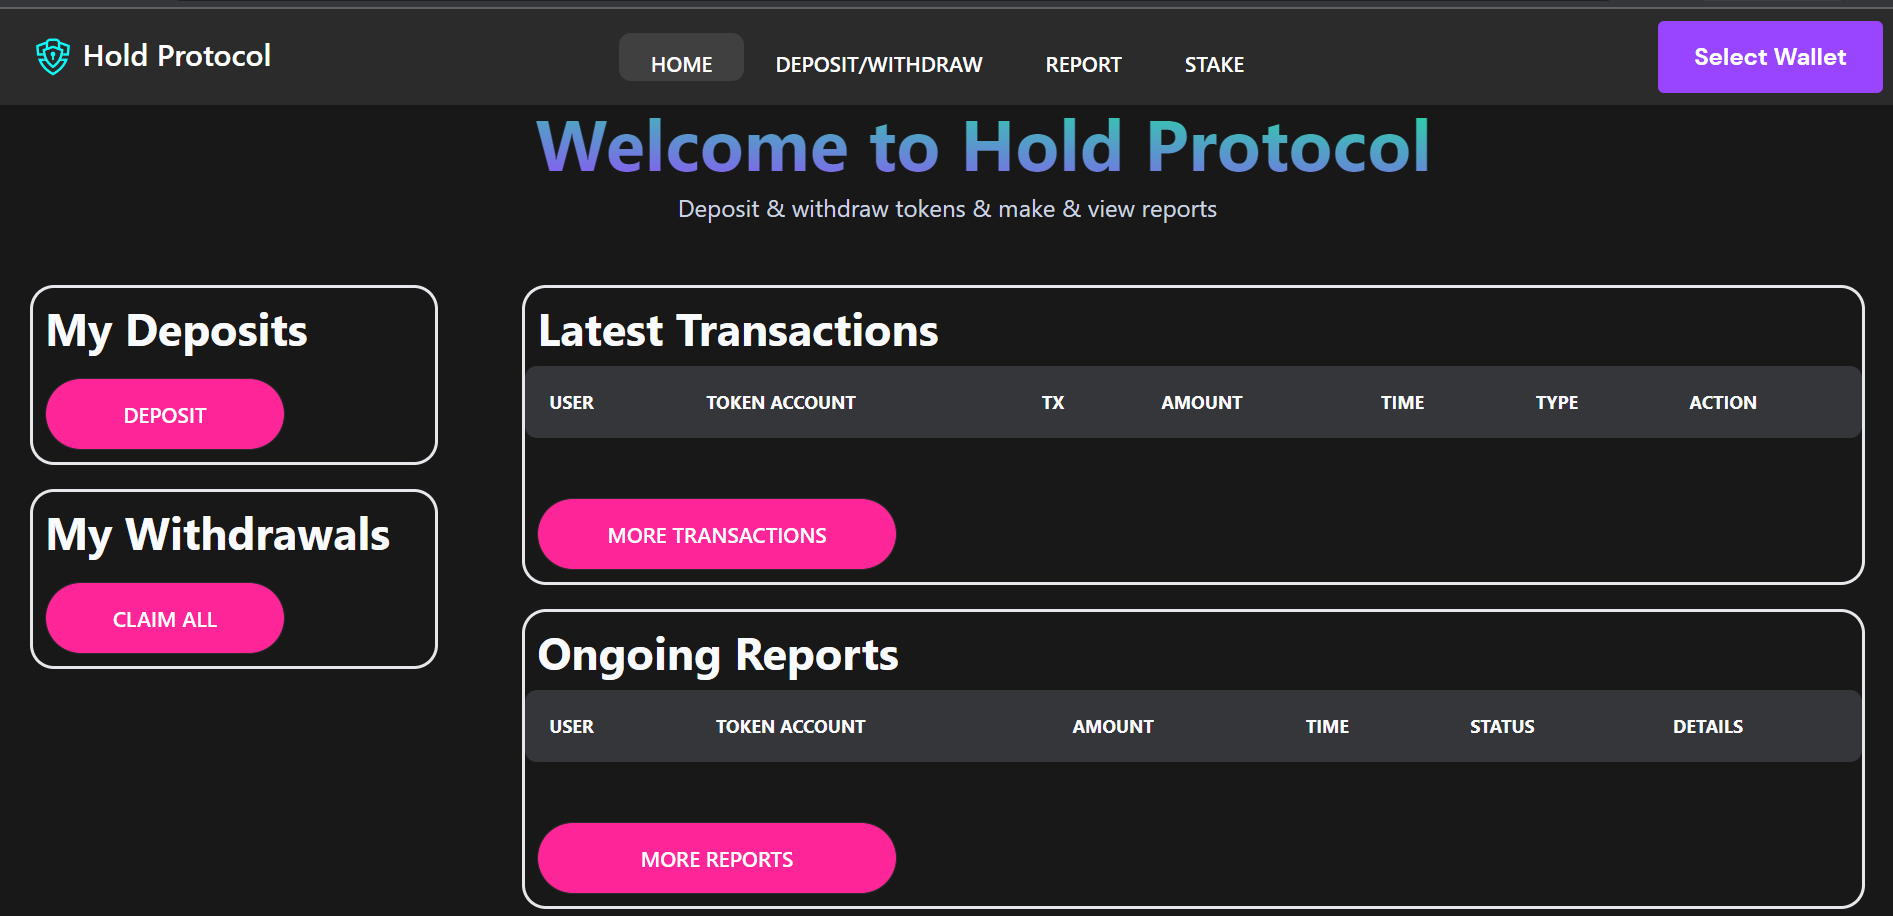 Hold Protocol
HOME
DEPOSIT/WITHDRAW
REPORT
STAKE
Select Wallet
Welcome to Hold Protocol
Deposit & withdraw tokens & make & view reports
My Deposits
DEPOSIT
My Withdrawals
CLAIM ALL
Latest Transactions
USER TOKEN ACCOUNT TX AMOUNT TIME TYPE ACTION
MORE TRANSACTIONS
Ongoing Reports
USER TOKEN ACCOUNT AMOUNT TIME STATUS DETAILS
MORE REPORTS